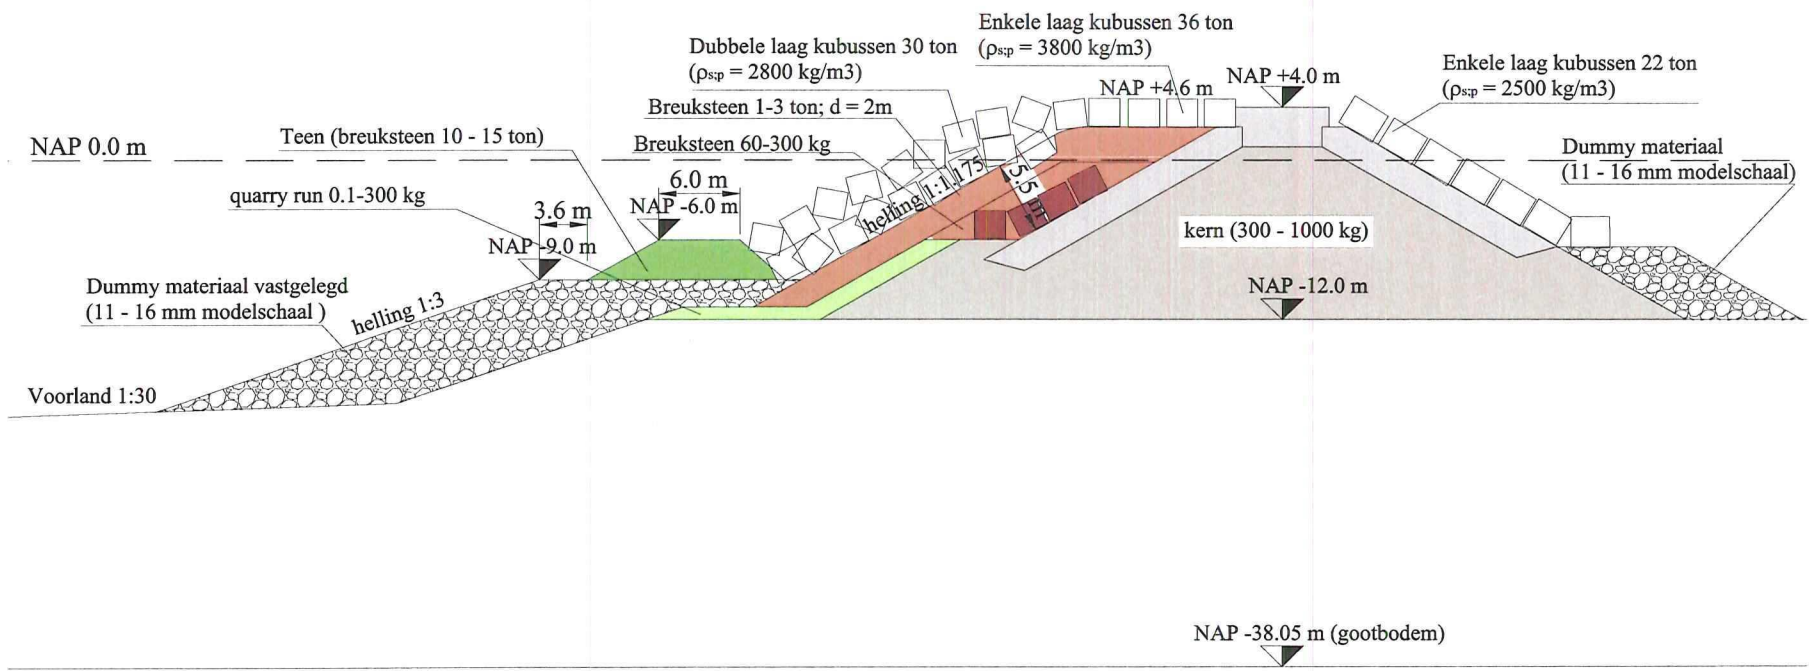 Enkele laag kubussen 36 ton
(ρs;p = 3800 kg/m3)
Dubbele laag kubussen 30 ton
(ρs;p = 2800 kg/m3)
NAP +4.6 m
NAP +4.0 m
Enkele laag kubussen 22 ton
(ρs;p = 2500 kg/m3)
Breuksteen 1-3 ton; d = 2m
Teen (breuksteen 10 - 15 ton)
Breuksteen 60-300 kg
NAP 0.0 m
Dummy materiaal
(11 - 16 mm modelschaal)
quarry run 0.1-300 kg
6.0 m
NAP -6.0 m
3.6 m
NAP -9.0 m
helling 1:1.175
5.5 m
kern (300 - 1000 kg)
Dummy materiaal vastgelegd
(11 - 16 mm modelschaal )
helling 1:3
NAP -12.0 m
Voorland 1:30
NAP -38.05 m (gootbodem)